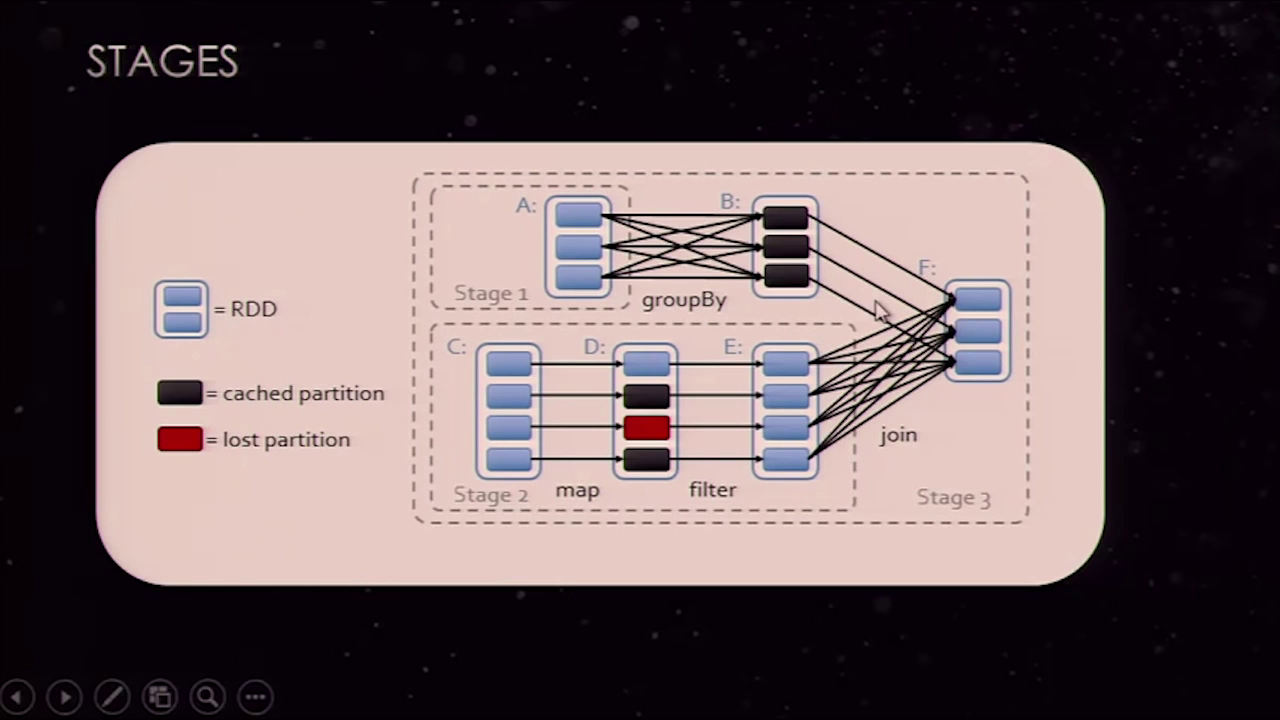 STAGES
A:
B:
Stage 1
groupBy
F:
= RDD
C:
D:
E:
= cached partition
= lost partition
join
Stage 2
map
filter
Stage 3